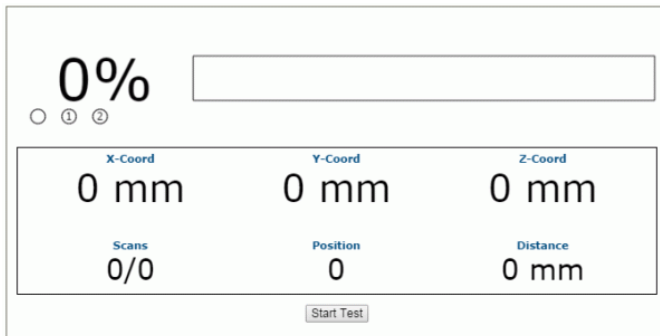 0%
1 2
X-Coord Y-Coord Z-Coord
0 mm 0 mm 0 mm
Scans Position Distance
0/0 0 0 mm
Start Test